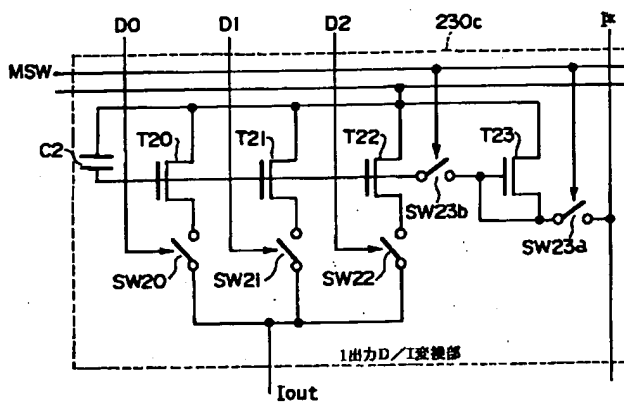 D0 D1 D2 230c
MSW
C2 T20 T21 T22 T23
SW23b
SW23a
SW20 SW21 SW22
1出力D/I変換部
Iout